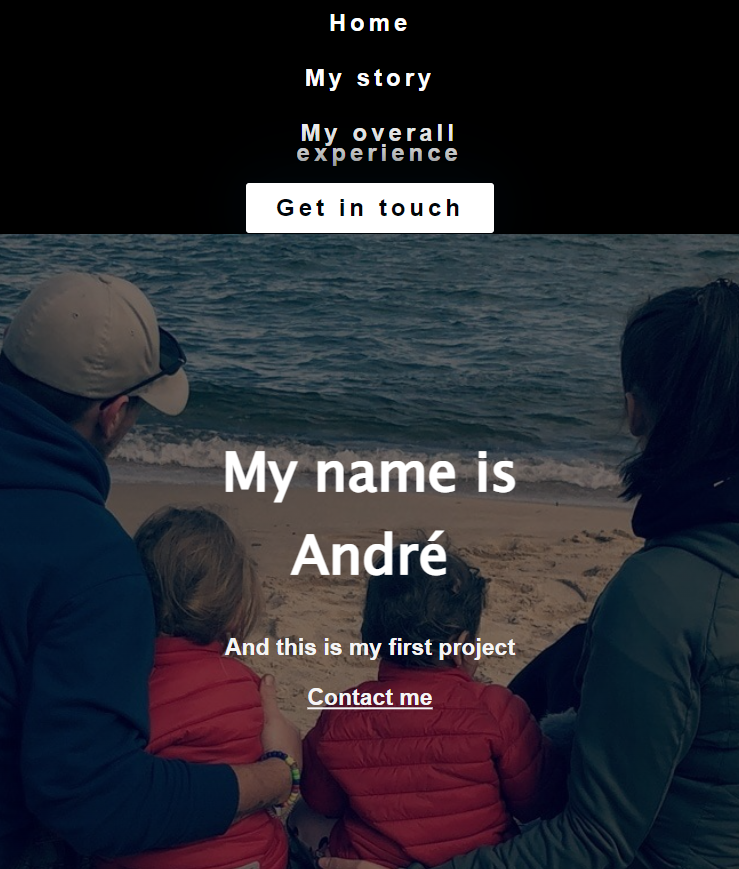 Home
My story
My overall
experience
Get in touch
My name is
André
And this is my first project
Contact me